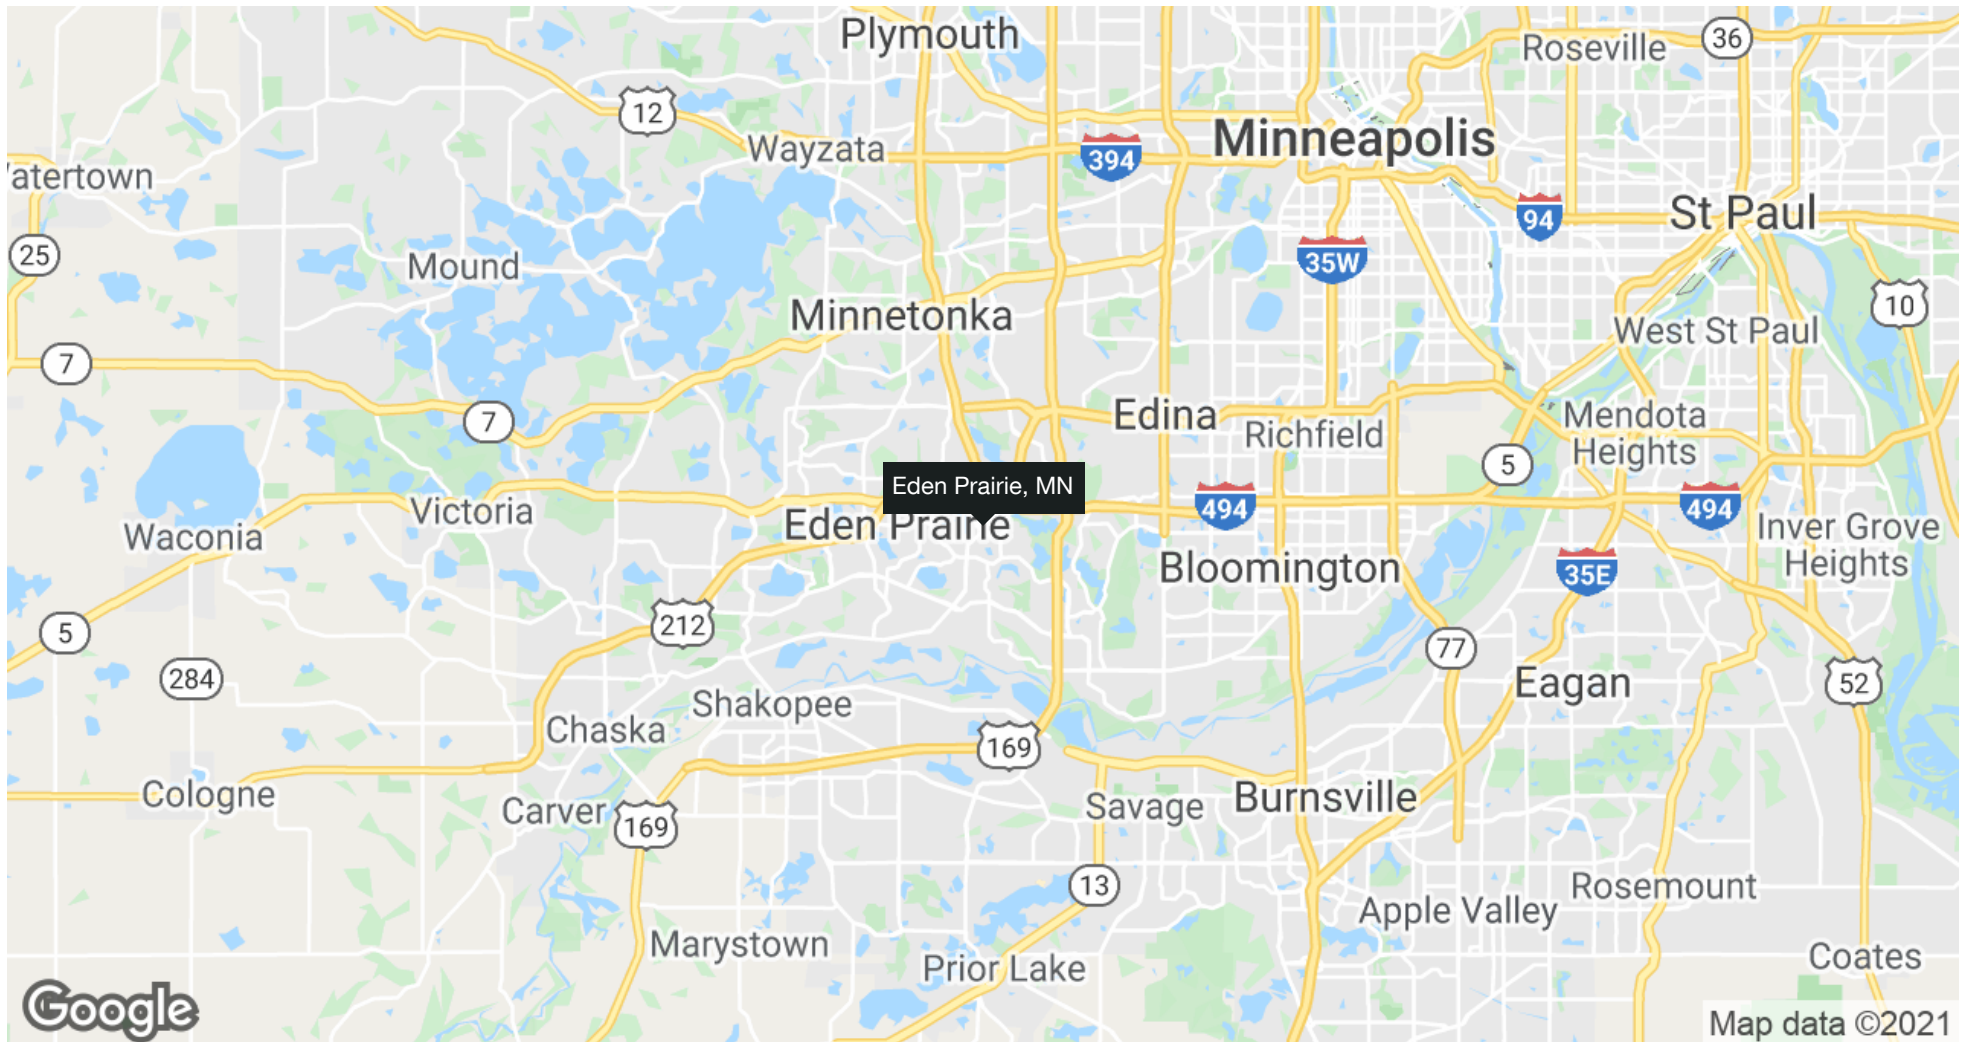 Plymouth
Roseville
36
12
Minneapolis
Wayzata
394
atertown
94
St Paul
25
Mound
35W
10
Minnetonka
West St Paul
7
7
Edina
Richfield
Mendota
Heights
5
Eden Prairie, MN
Victoria
Eden Prairie
494
494
Waconia
Inver Grove
Heights
Bloomington
35E
212
5
77
284
Eagan
52
Shakopee
Chaska
169
Cologne
Carver
169
Savage
Burnsville
13
Rosemount
Apple Valley
Marystown
Prior Lake
Coates
Google
Map data ©2021